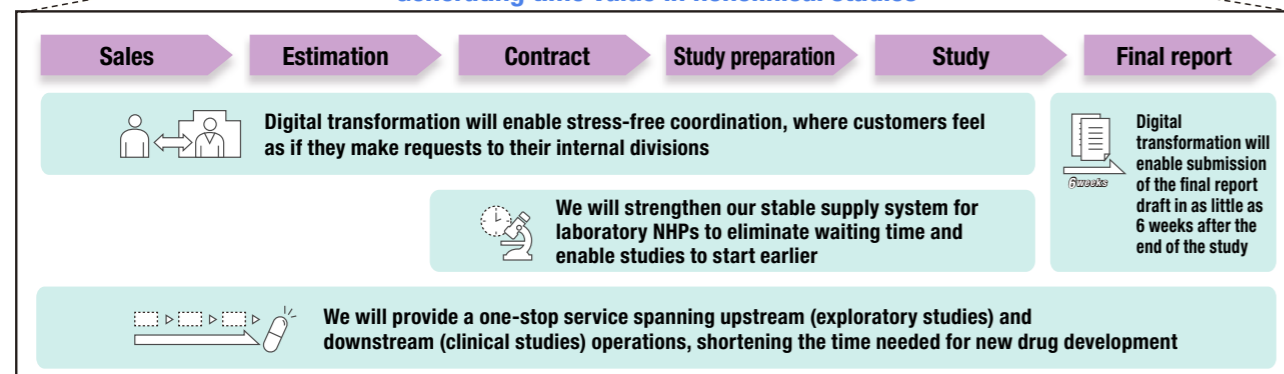 Sales
Estimation
Contract
Study preparation
Study
Final report
Digital transformation will enable stress-free coordination, where customers feel
as if they make requests to their internal divisions
6weeks
Digital
transformation will
enable submission
of the final report
draft in as little as
6 weeks after the
end of the study
We will strengthen our stable supply system for
laboratory NHPs to eliminate waiting time and
enable studies to start earlier
We will provide a one-stop service spanning upstream (exploratory studies) and
downstream (clinical studies) operations, shortening the time needed for new drug development